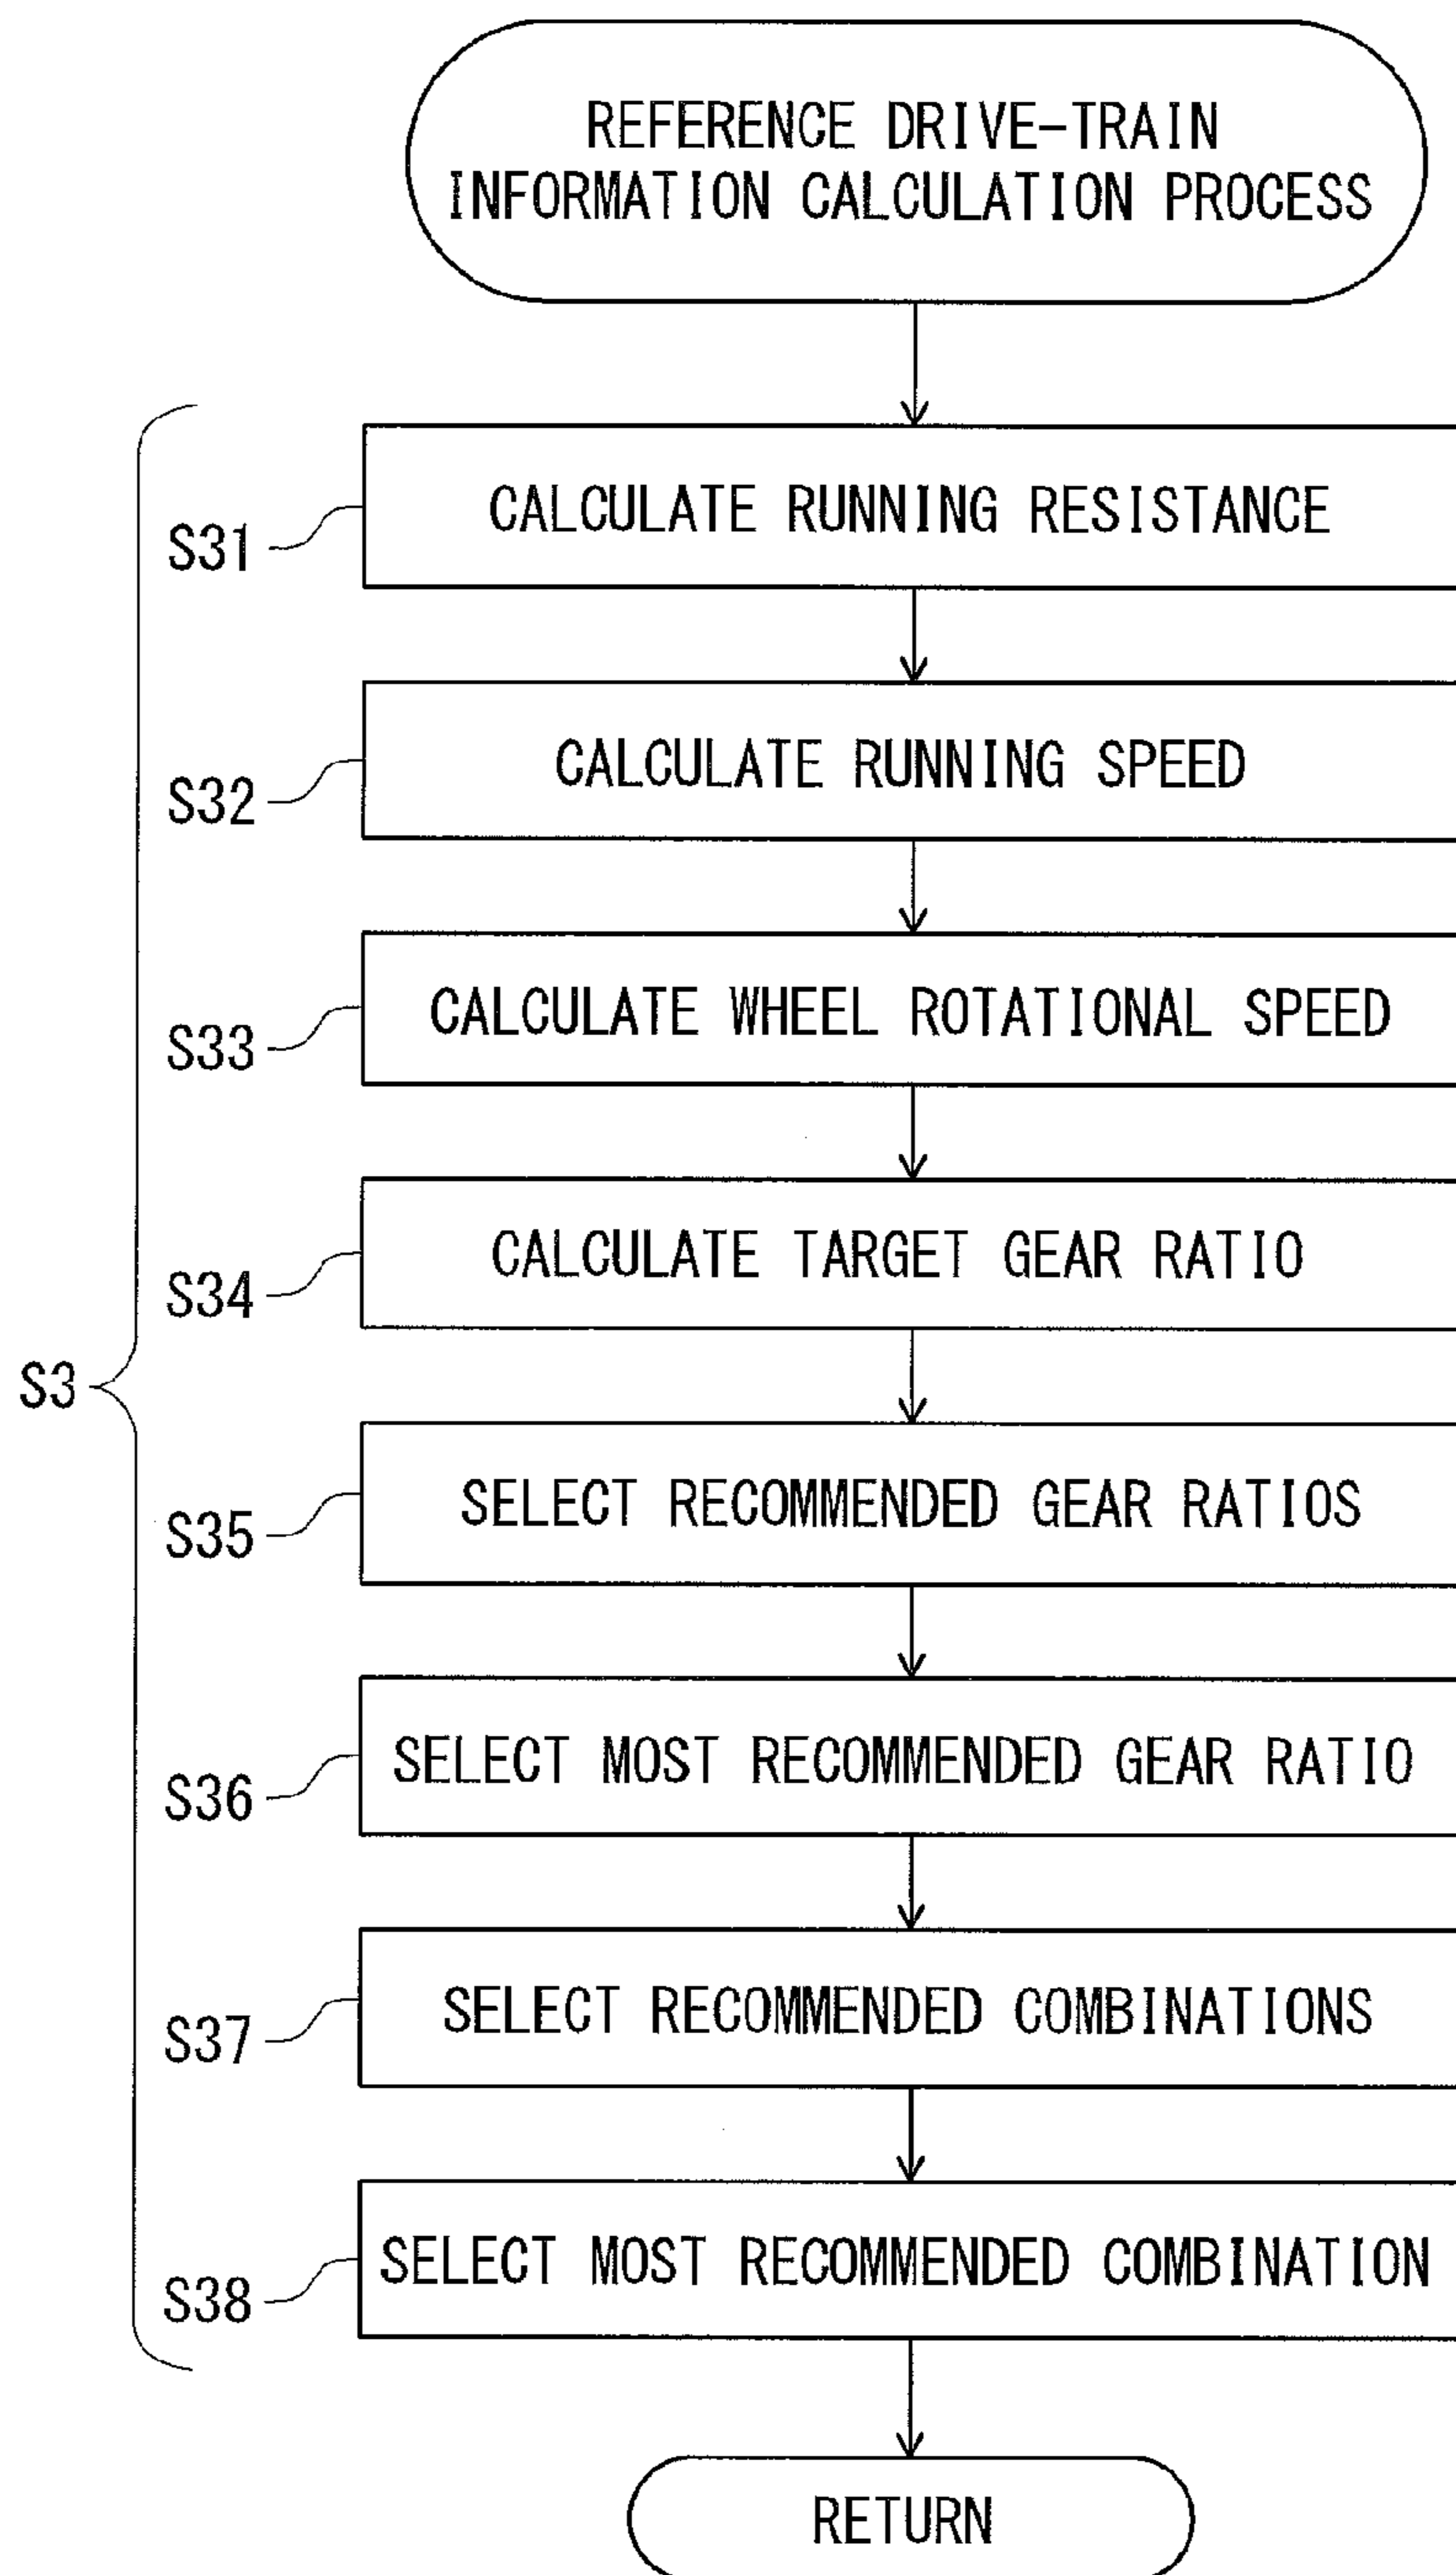 REFERENCE DRIVE-TRAIN
INFORMATION CALCULATION PROCESS
S31
CALCULATE RUNNING RESISTANCE
S32
CALCULATE RUNNING SPEED
S33
CALCULATE WHEEL ROTATIONAL SPEED
S34
CALCULATE TARGET GEAR RATIO
S3
S35
SELECT RECOMMENDED GEAR RATIOS
S36
SELECT MOST RECOMMENDED GEAR RATIO
S37
SELECT RECOMMENDED COMBINATIONS
S38
SELECT MOST RECOMMENDED COMBINATION
RETURN